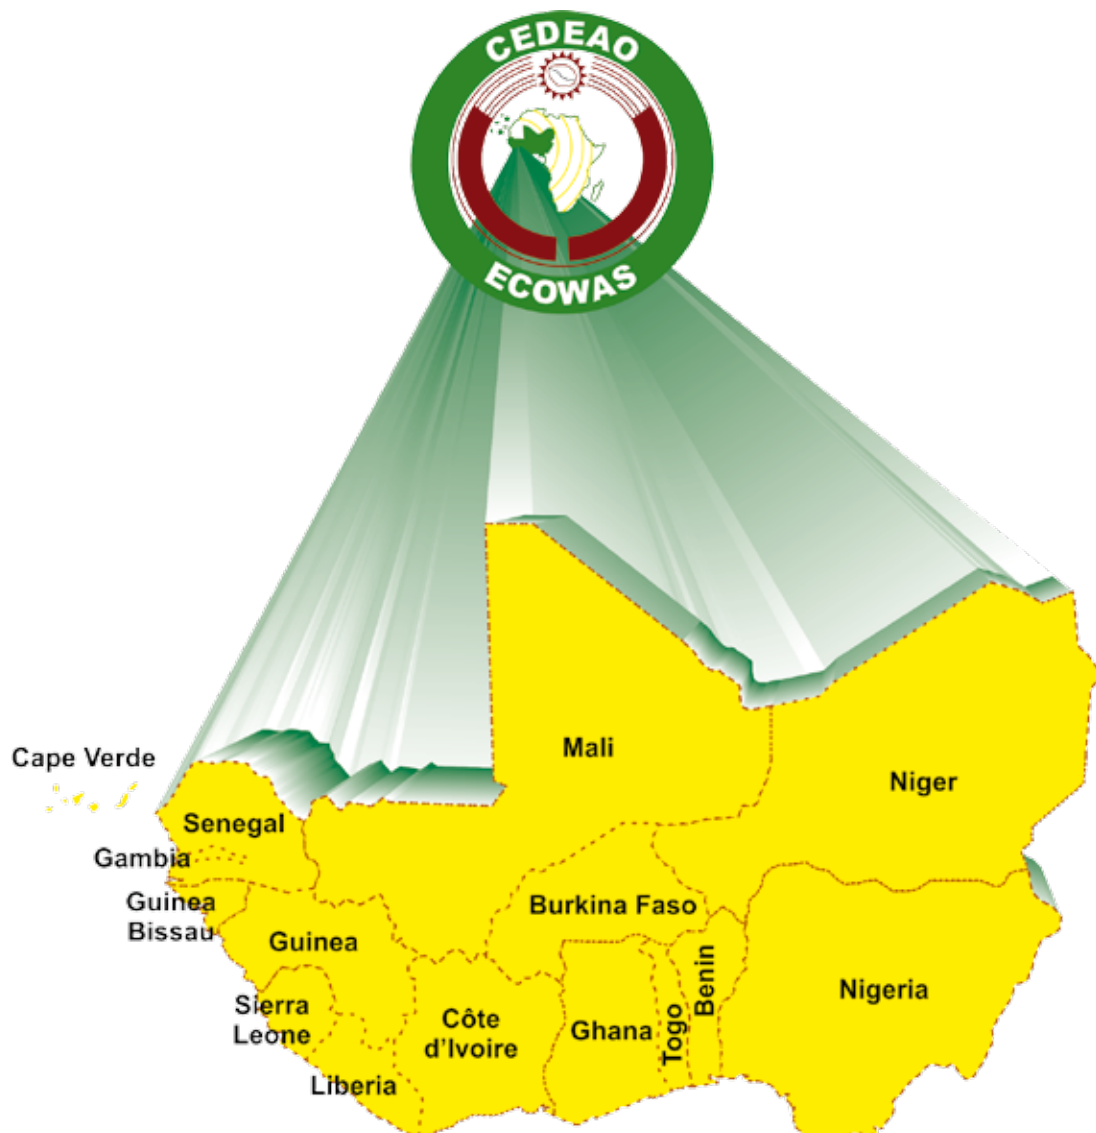 CEDEAO
ECOWAS
Mali
Cape Verde
Niger
Senegal
Gambia
Guinea
Bissau
Burkina Faso
Guinea
Benin
Nigeria
Sierra
Leone
Côte
d'Ivoire
Ghana
Togo
Liberia